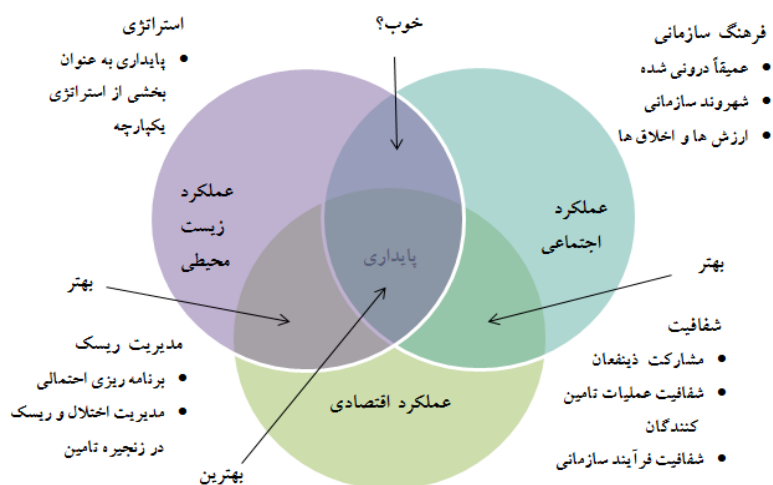 فرهنگ سازمانی
عمیقاً درونی شده
شهروند سازمانی
ارزش ها و اخلاق ها
خوب؟
استراتژی
پایداری به عنوان
بخشی از استراتژی
یکپارچه
عملکرد
اجتماعی
عملکرد
زیست
محیطی
پایداری
بهتر
بهتر
شفافیت
مشارکت ذینفعان
شفافیت عملیات تامین
کنندگان
شفافیت فرآیند سازمانی
عملکرد اقتصادی
مدیریت ریسک
برنامه ریزی احتمالی
مدیریت اختلال و ریسک
در زنجیره تامین
بهترین